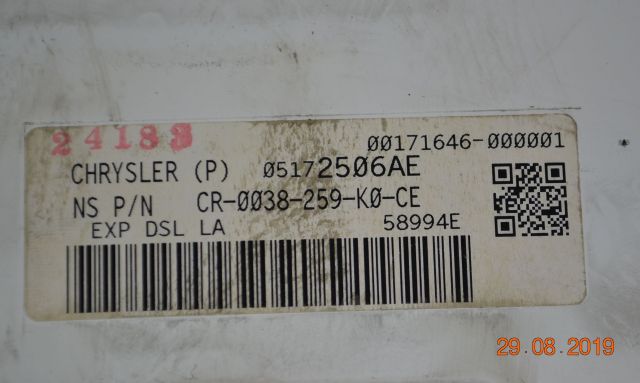 24183
00171646-000001
CHRYSLER (P) 05172506AE
NS P/N CR-0038-259-K0-CE
EXP DSL LA 58994E
29.08.2019